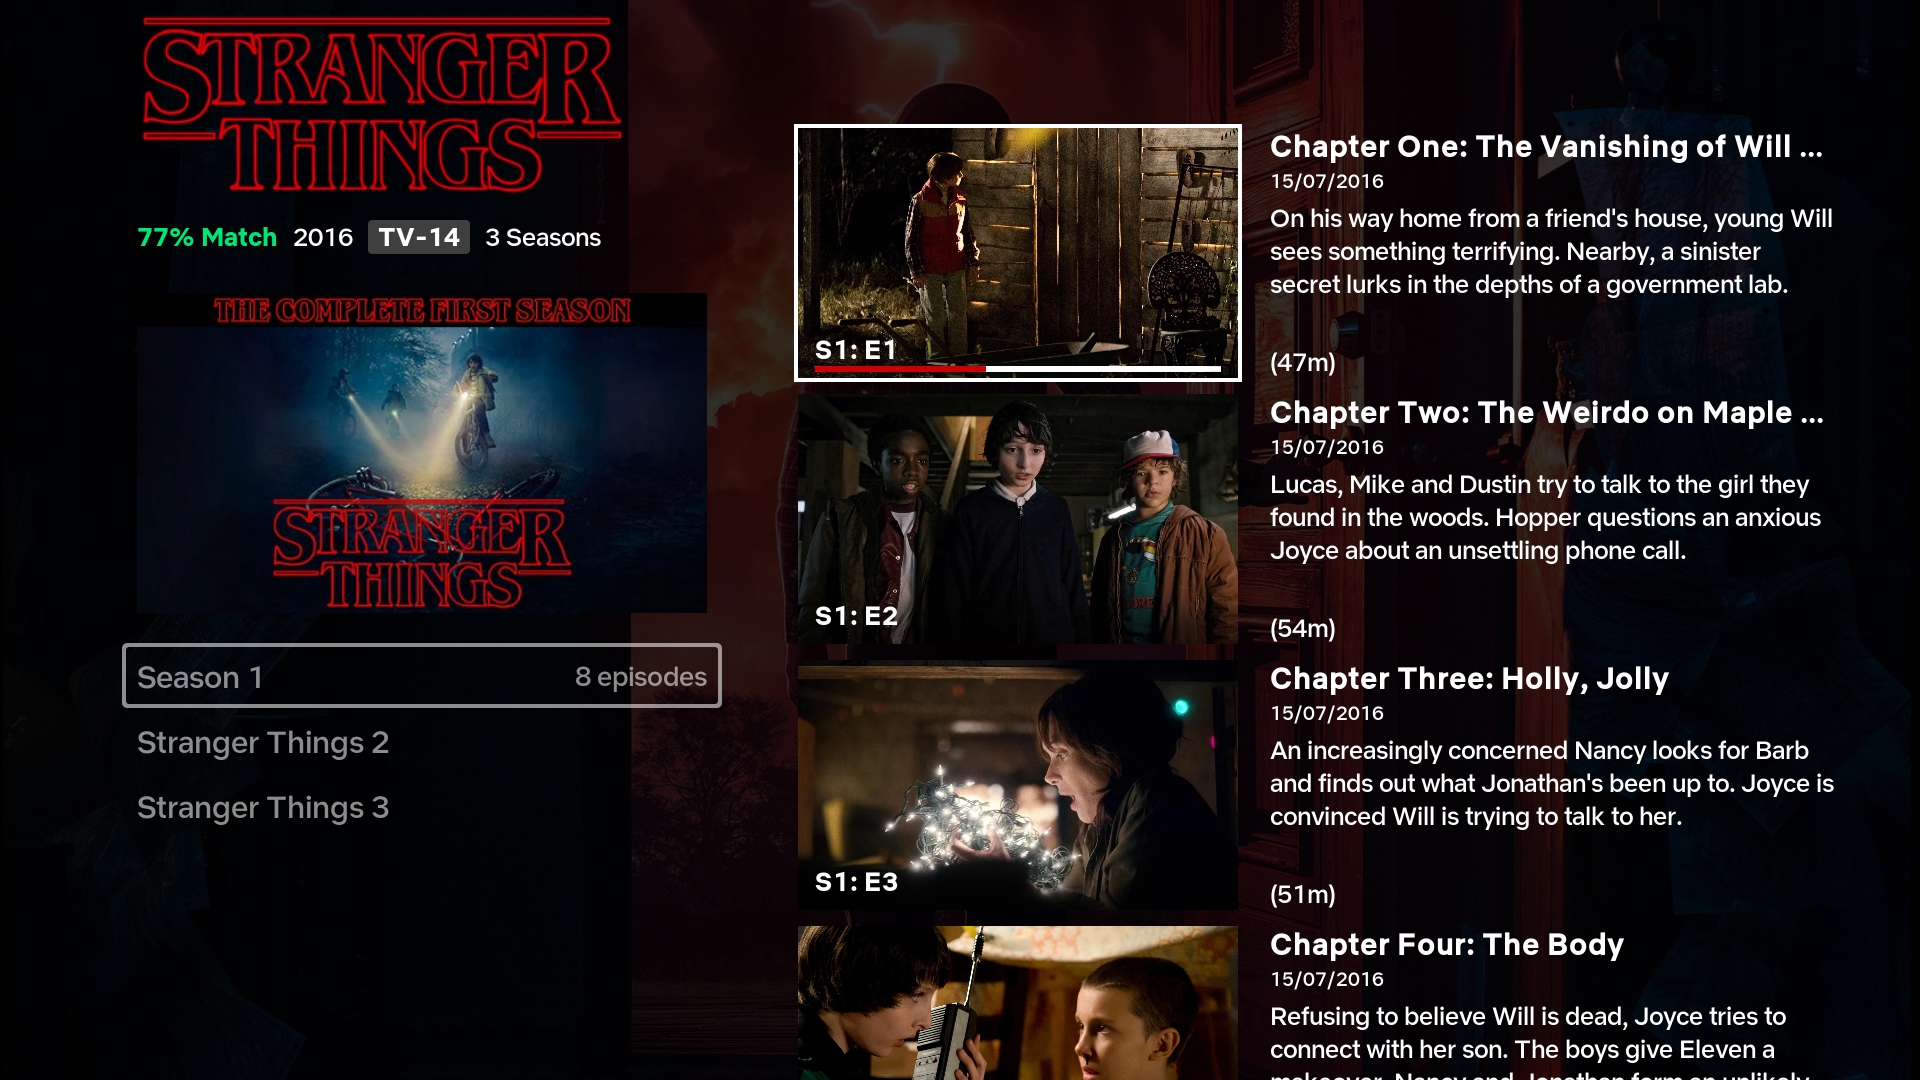 STRANGER
THINGS
77% Match 2016 TV-14 3 Seasons
THE COMPLETE FIRST SEASON
STRANGER
THINGS
Season 1 8 episodes
Stranger Things 2
Stranger Things 3
S1: E1
Chapter One: The Vanishing of Will ...
15/07/2016
On his way home from a friend's house, young Will
sees something terrifying. Nearby, a sinister
secret lurks in the depths of a government lab.
(47m)
S1: E2
Chapter Two: The Weirdo on Maple ...
15/07/2016
Lucas, Mike and Dustin try to talk to the girl they
found in the woods. Hopper questions an anxious
Joyce about an unsettling phone call.
(54m)
S1: E3
Chapter Three: Holly, Jolly
15/07/2016
An increasingly concerned Nancy looks for Barb
and finds out what Jonathan's been up to. Joyce is
convinced Will is trying to talk to her.
(51m)
Chapter Four: The Body
15/07/2016
Refusing to believe Will is dead, Joyce tries to
connect with her son. The boys give Eleven a
makeover. Nancy and Jonathan form an unlikely